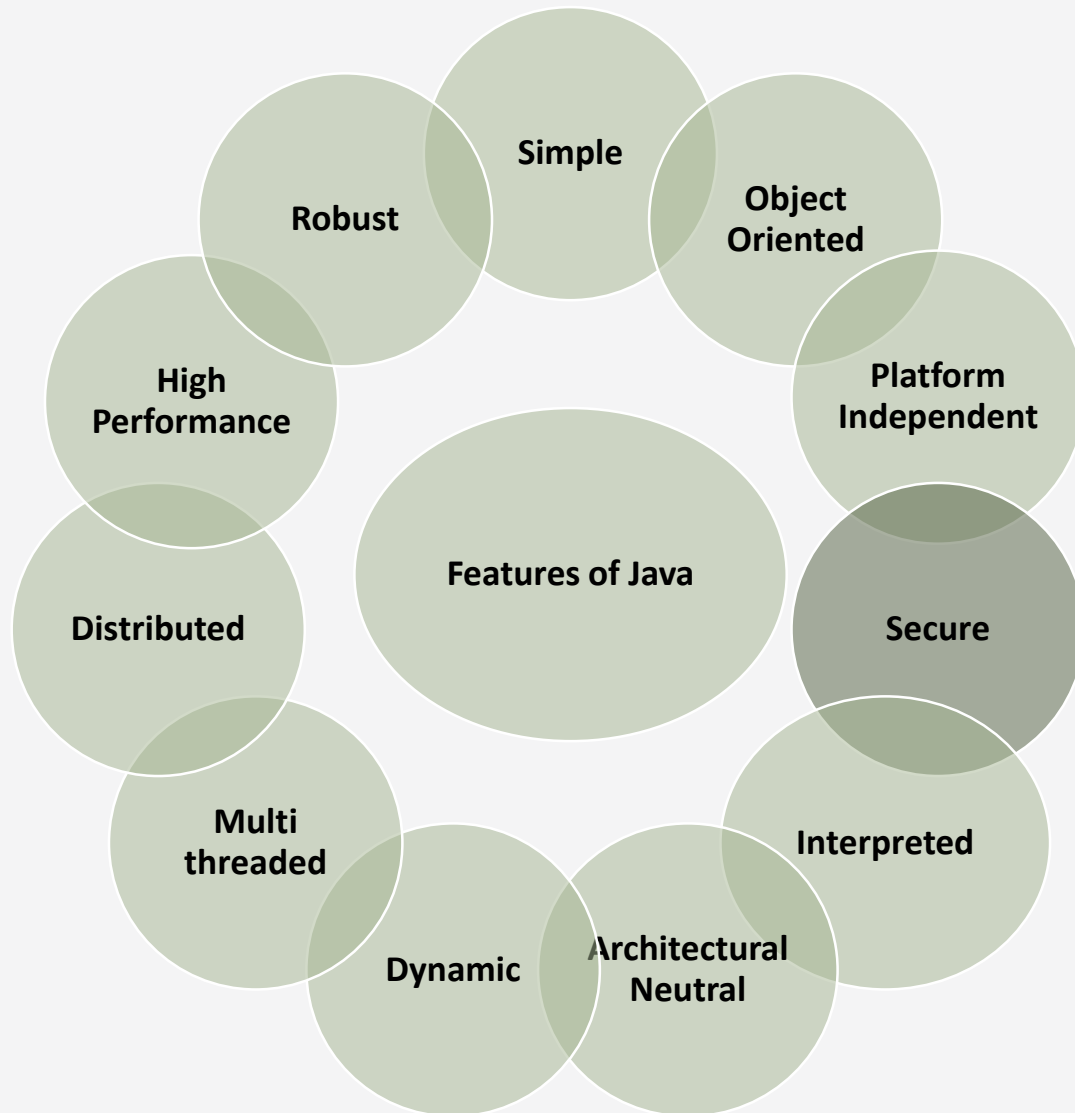 Simple
Object
Oriented
Platform
Independent
Secure
Interpreted
Architectural
Neutral
Dynamic
Multi
threaded
Distributed
High
Performance
Robust
Features of Java